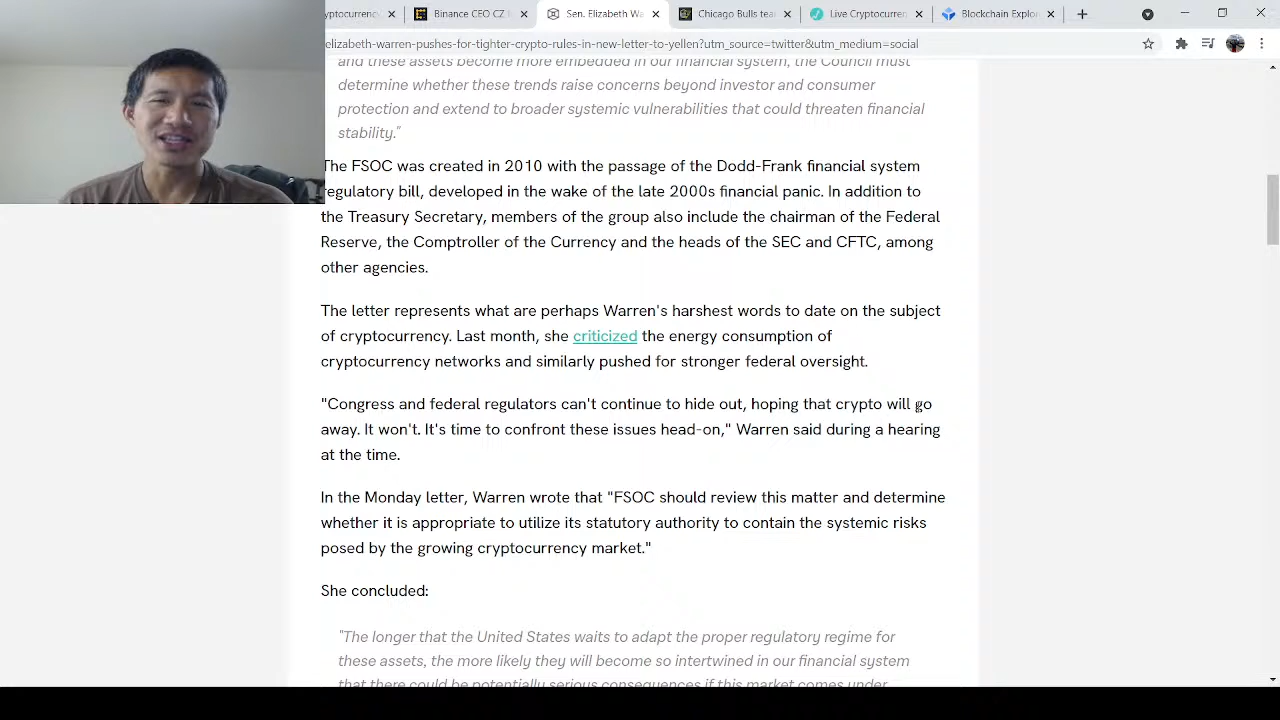 yptocurrency
Binance CEO CZ
Sen. Elizabeth Wa
Chicago Bulls tea
Live Cryptocurren
Blockchain Explo
elizabeth-warren-pushes-for-tighter-crypto-rules-in-new-letter-to-yellen?utm_source=twitter&utm_medium=social
and these assets become more embedded in our financial system, the Council must
determine whether these trends raise concerns beyond investor and consumer
protection and extend to broader systemic vulnerabilities that could threaten financial
stability."
The FSOC was created in 2010 with the passage of the Dodd-Frank financial system
regulatory bill, developed in the wake of the late 2000s financial panic. In addition to
the Treasury Secretary, members of the group also include the chairman of the Federal
Reserve, the Comptroller of the Currency and the heads of the SEC and CFTC, among
other agencies.
The letter represents what are perhaps Warren's harshest words to date on the subject
of cryptocurrency. Last month, she criticized the energy consumption of
cryptocurrency networks and similarly pushed for stronger federal oversight.
"Congress and federal regulators can't continue to hide out, hoping that crypto will go
away. It won't. It's time to confront these issues head-on," Warren said during a hearing
at the time.
In the Monday letter, Warren wrote that "FSOC should review this matter and determine
whether it is appropriate to utilize its statutory authority to contain the systemic risks
posed by the growing cryptocurrency market."
She concluded:
"The longer that the United States waits to adapt the proper regulatory regime for
these assets, the more likely they will become so intertwined in our financial system
that there could be potentially serious consequences if this market comes under